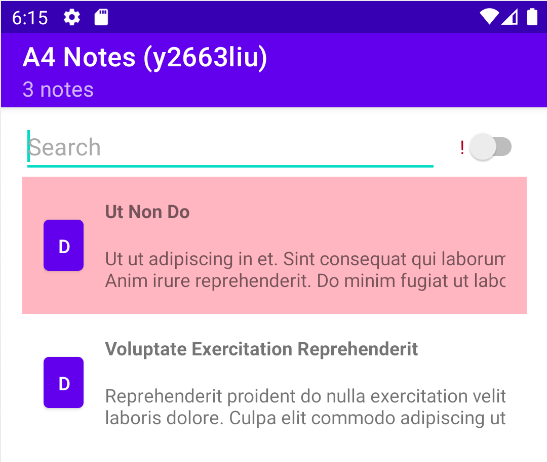 6:15
A4 Notes (y2663liu)
3 notes
Search
!
Ut Non Do
D
Ut ut adipiscing in et. Sint consequat qui laborum
Anim irure reprehenderit. Do minim fugiat ut labo
Voluptate Exercitation Reprehenderit
D
Reprehenderit proident do nulla exercitation velit
laboris dolore. Culpa elit commodo adipiscing ut